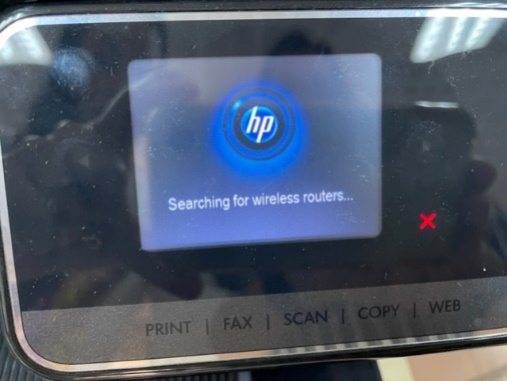 hp
Searching for wireless routers...
PRINT | FAX | SCAN | COPY | WEB